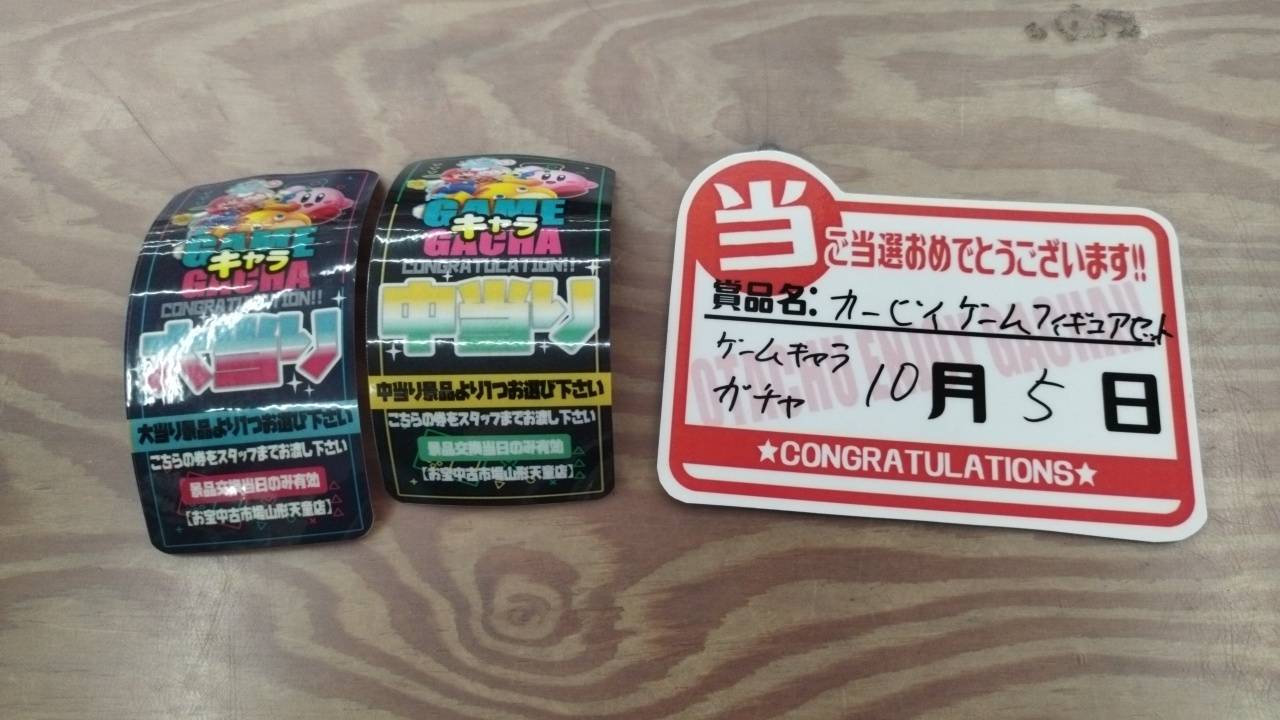 GAME
キャラ
GACHA
CONGRATULATION!!
大当り
大当り景品より1つお選び下さい
こちらの券をスタッフまでお渡し下さい
景品交換当日のみ有効
【お宝中古市場山形天童店】
GAME
キャラ
GACHA
CONGRATULATION!!
中当り
中当り景品より1つお選び下さい
こちらの券をスタッフまでお渡し下さい
景品交換当日のみ有効
【お宝中古市場山形天童店】
当
ご当選おめでとうございます!!
賞品名:カービィゲームフィギュアセット
ゲームキャラ
ガチャ 10月5日
OTACHU ENJOY GACHA!!
★CONGRATULATIONS★